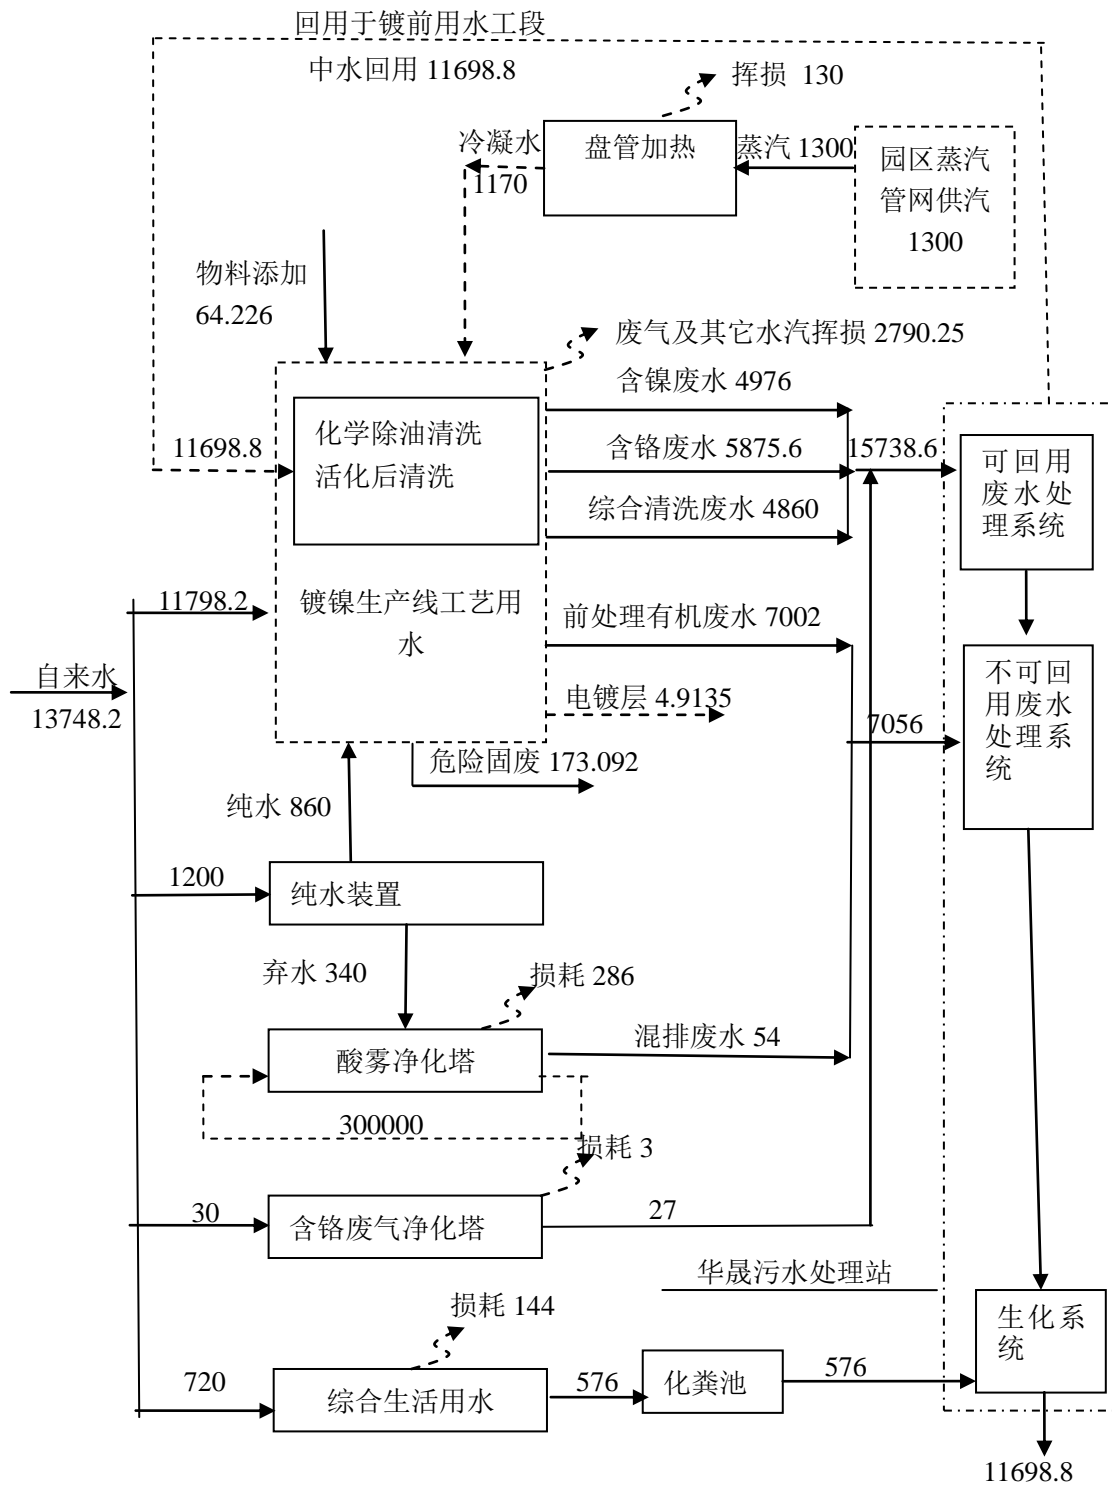 回用于镀前用水工段
中水回用 11698.8
挥损 130
冷凝水
1170
盘管加热
蒸汽 1300
园区蒸汽
管网供汽
1300
物料添加
64.226
废气及其它水汽挥损 2790.25
含镍废水 4976
11698.8
化学除油清洗
活化后清洗
含铬废水 5875.6
15738.6
综合清洗废水 4860
可回用
废水处
理系统
11798.2
镀镍生产线工艺用
水
前处理有机废水 7002
自来水
13748.2
电镀层 4.9135
7056
不可回
用废水
处理系
统
危险固废 173.092
纯水 860
1200
纯水装置
弃水 340
损耗 286
酸雾净化塔
混排废水 54
300000
损耗 3
30
含铬废气净化塔
27
华晟污水处理站
损耗 144
生化系
统
720
综合生活用水
576
化粪池
576
11698.8